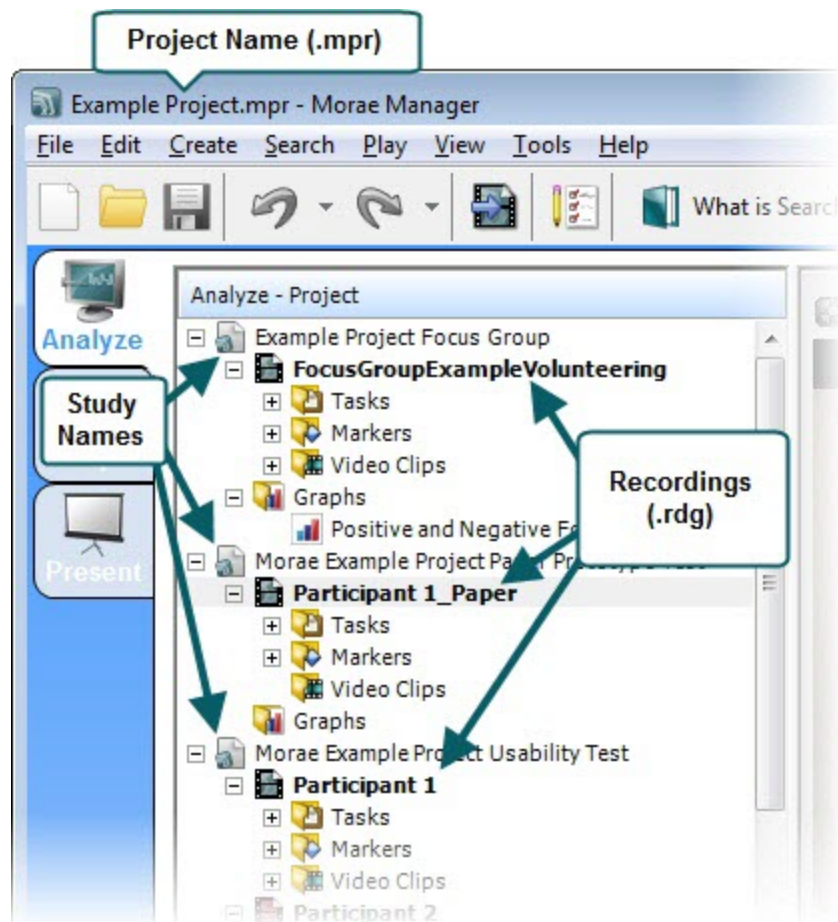 Project Name (.mpr)
Example Project.mpr - Morae Manager
File Edit Create Search Play View Tools Help
What is Searc
Analyze
Analyze - Project
Example Project Focus Group
FocusGroupExampleVolunteering
Tasks
Markers
Video Clips
Graphs
Positive and Negative Fo
Study
Names
Recordings
(.rdg)
Present
Morae Example Project Paper Prototype Test
Participant 1_Paper
Tasks
Markers
Video Clips
Graphs
Morae Example Project Usability Test
Participant 1
Tasks
Markers
Video Clips
Participant 2